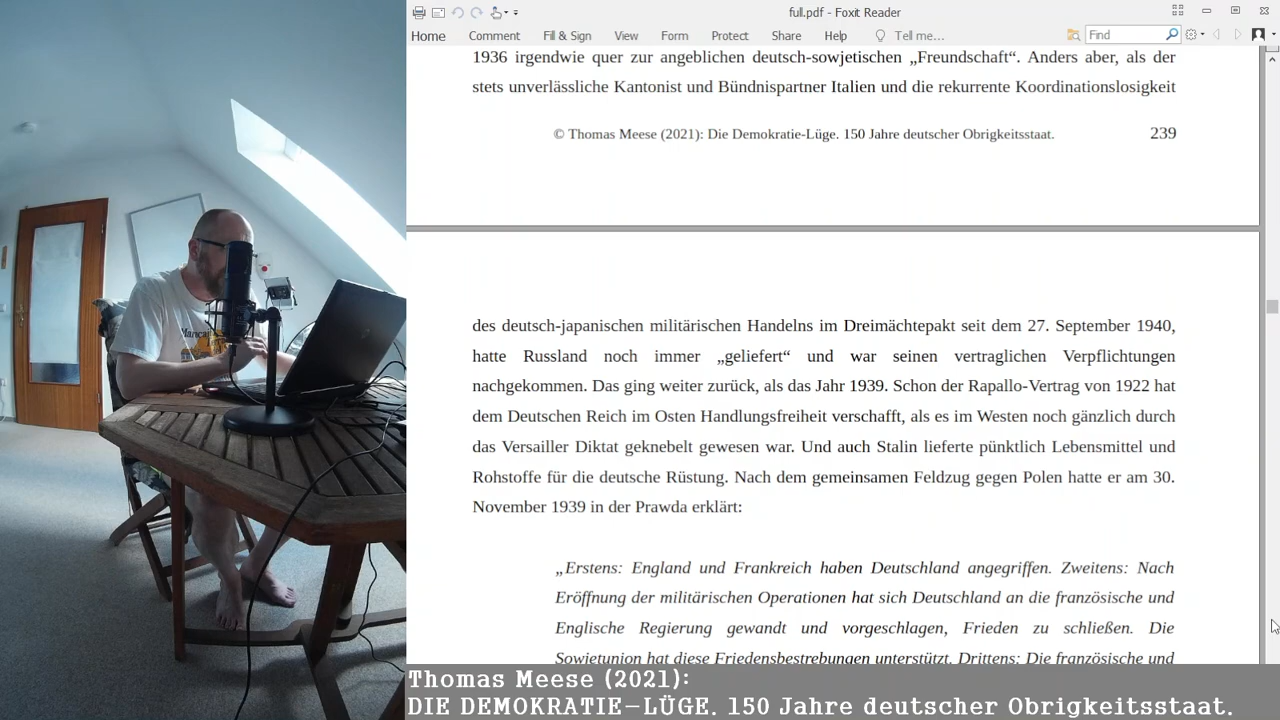 full.pdf - Foxit Reader
Home Comment Fill & Sign View Form Protect Share Help Tell me… Find
1936 irgendwie quer zur angeblichen deutsch-sowjetischen „Freundschaft“. Anders aber, als der
stets unverlässliche Kantonist und Bündnispartner Italien und die rekurrente Koordinationslosigkeit
© Thomas Meese (2021): Die Demokratie-Lüge. 150 Jahre deutscher Obrigkeitsstaat. 239
des deutsch-japanischen militärischen Handelns im Dreimächtepakt seit dem 27. September 1940,
hatte Russland noch immer „geliefert“ und war seinen vertraglichen Verpflichtungen
nachgekommen. Das ging weiter zurück, als das Jahr 1939. Schon der Rapallo-Vertrag von 1922 hat
dem Deutschen Reich im Osten Handlungsfreiheit verschafft, als es im Westen noch gänzlich durch
das Versailler Diktat geknebelt gewesen war. Und auch Stalin lieferte pünktlich Lebensmittel und
Rohstoffe für die deutsche Rüstung. Nach dem gemeinsamen Feldzug gegen Polen hatte er am 30.
November 1939 in der Prawda erklärt:
„Erstens: England und Frankreich haben Deutschland angegriffen. Zweitens: Nach
Eröffnung der militärischen Operationen hat sich Deutschland an die französische und
Englische Regierung gewandt und vorgeschlagen, Frieden zu schließen. Die
Sowjetunion hat diese Friedensbestrebungen unterstützt. Drittens: Die französische und
Thomas Meese (2021):
DIE DEMOKRATIE-LÜGE. 150 Jahre deutscher Obrigkeitsstaat.